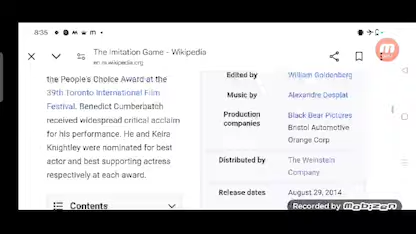 8:35
The Imitation Game - Wikipedia
en.m.wikipedia.org
the People's Choice Award at the
39th Toronto International Film
Festival. Benedict Cumberbatch
received widespread critical acclaim
for his performance. He and Keira
Knightley were nominated for best
actor and best supporting actress
respectively at each award.
Contents
Edited by William Goldenberg
Music by Alexandre Desplat
Production companies Black Bear Pictures
Bristol Automotive
Orange Corp
Distributed by The Weinstein
Company
Release dates August 29, 2014
Recorded by Mobizen